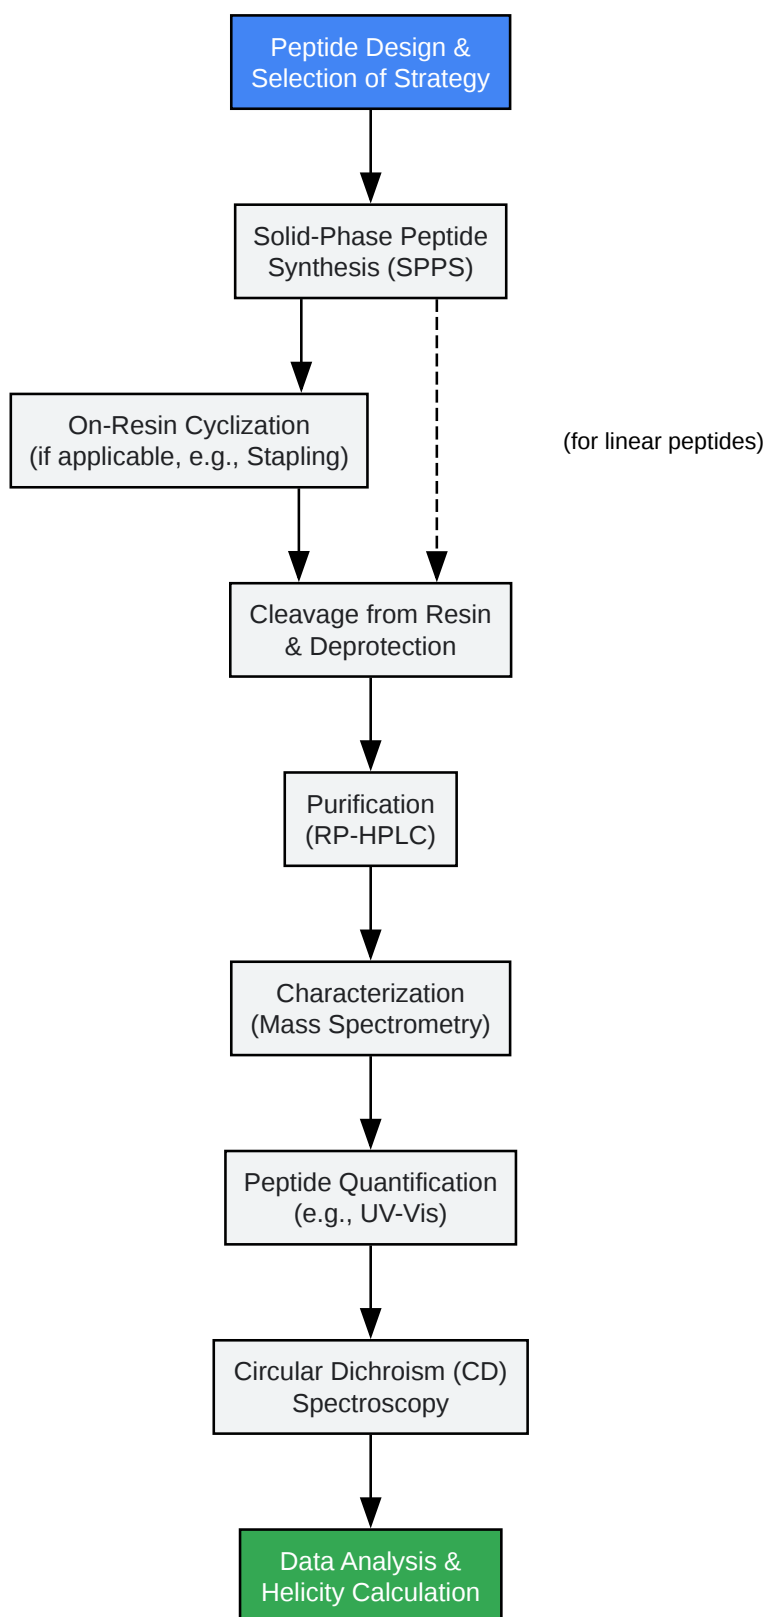 Peptide Design &
Selection of Strategy
Solid-Phase Peptide
Synthesis (SPPS)
On-Resin Cyclization
(if applicable, e.g., Stapling)
(for linear peptides)
Cleavage from Resin
& Deprotection
Purification
(RP-HPLC)
Characterization
(Mass Spectrometry)
Peptide Quantification
(e.g., UV-Vis)
Circular Dichroism (CD)
Spectroscopy
Data Analysis &
Helicity Calculation